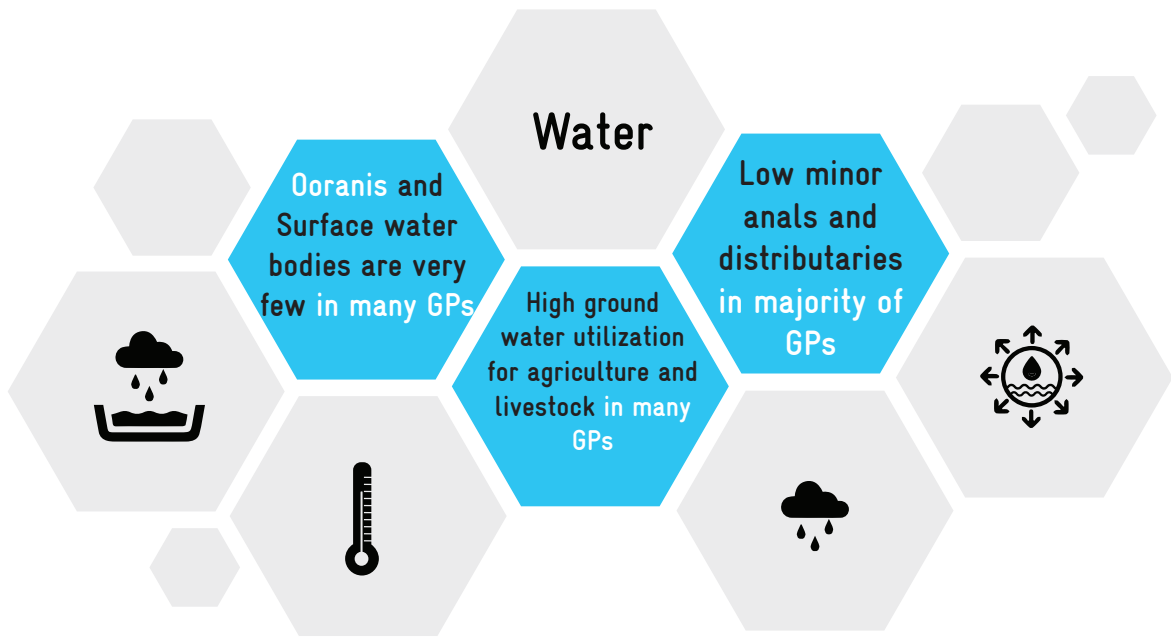 Water
Ooranis and
Surface water
bodies are very
few in many GPs
High ground
water utilization
for agriculture and
livestock in many
GPs
Low minor
anals and
distributaries
in majority of
GPs